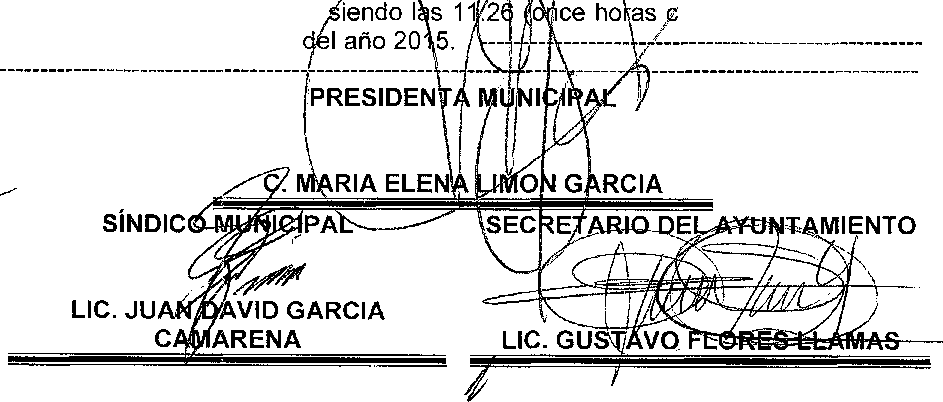 siendo las 11:26 (once horas c
del año 2015.
PRESIDENTA MUNICIPAL
C. MARIA ELENA LIMON GARCIA
SÍNDICO MUNICIPAL
SECRETARIO DEL AYUNTAMIENTO
LIC. JUAN DAVID GARCIA
CAMARENA
LIC. GUSTAVO FLORES LLAMAS